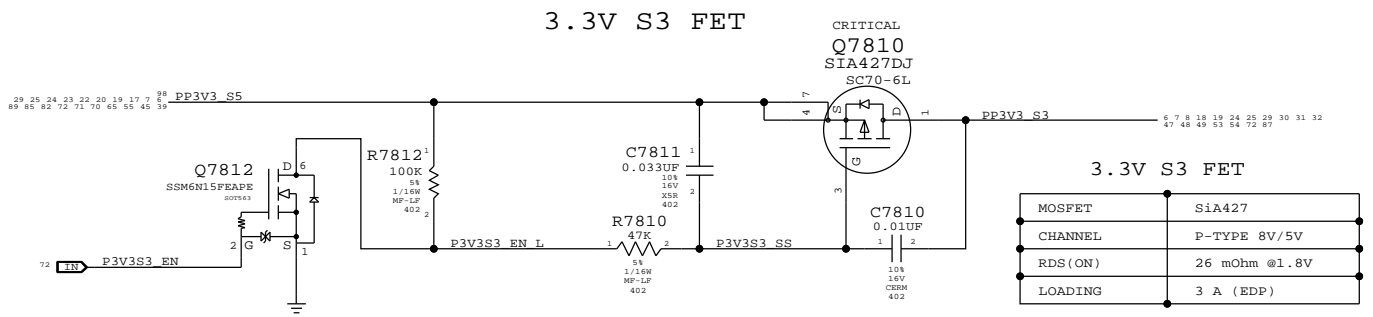 3.3V S3 FET
CRITICAL
Q7810
SIA427DJ
SC70-6L
98
29 25 24 23 22 20 19 17 7 6
89 85 82 72 71 70 65 55 45 39
PP3V3_S5
7
4
S
D
1
G
3
PP3V3_S3
6 7 8 18 19 24 25 29 30 31 32
47 48 49 53 54 72 87
Q7812
SSM6N15FEAPE
SOT563
D 6
2 G
S
1
R7812
100K
5%
1/16W
MF-LF
402
1
2
C7811
0.033UF
10%
16V
X5R
402
1
2
R7810
47K
1
2
5%
1/16W
MF-LF
402
C7810
0.01UF
1
2
10%
16V
CERM
402
P3V3S3_EN_L
P3V3S3_SS
72 IN P3V3S3_EN
3.3V S3 FET
MOSFET SiA427
CHANNEL P-TYPE 8V/5V
RDS(ON) 26 mOhm @1.8V
LOADING 3 A (EDP)